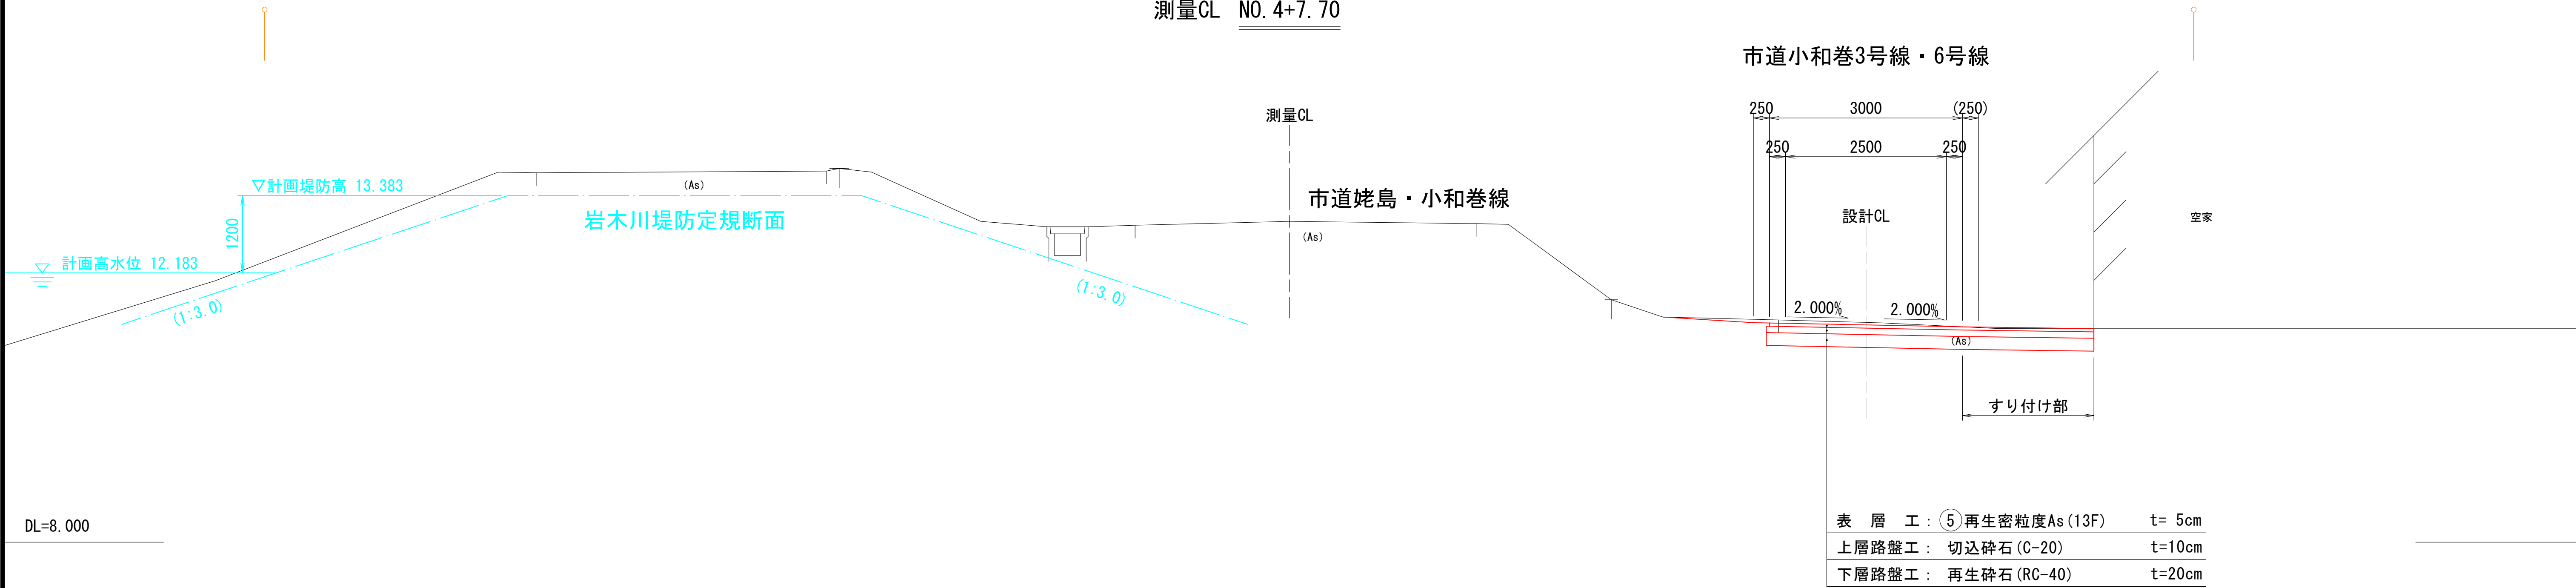 測量CL NO.4+7.70
市道小和巻3号線・6号線
250 3000 (250)
250 2500 250
測量CL
▽計画堤防高 13.383
(As)
市道姥島・小和巻線
岩木川堤防定規断面
1200
設計CL
空家
(As)
計画高水位 12.183
(1:3.0)
(1:3.0)
2.000% 2.000%
(As)
すり付け部
DL=8.000
表 層 工: ⑤再生密粒度As(13F) t= 5cm
上層路盤工: 切込砕石(C-20) t=10cm
下層路盤工: 再生砕石(RC-40) t=20cm